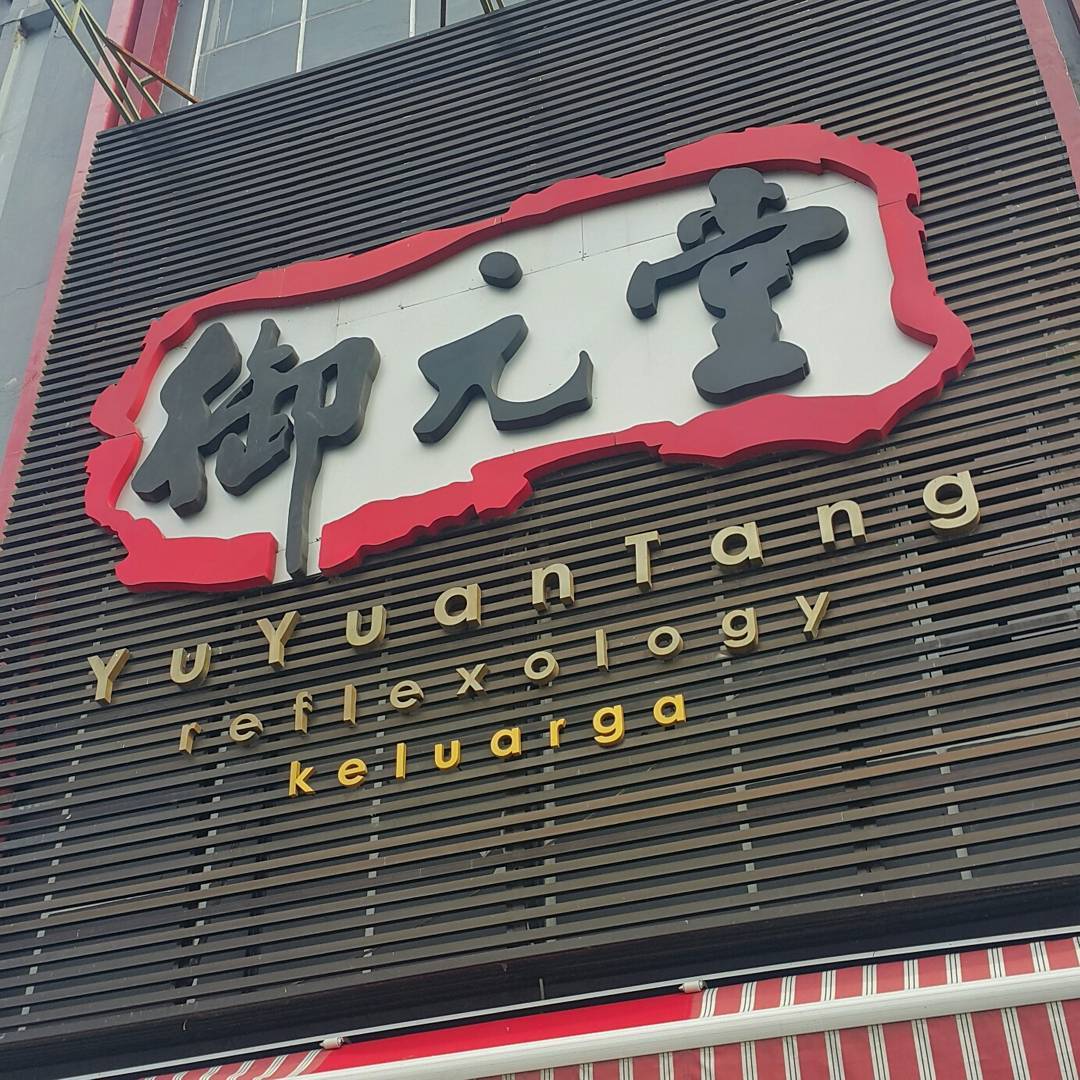 御元堂
YuYuanTang
reflexology
keluarga